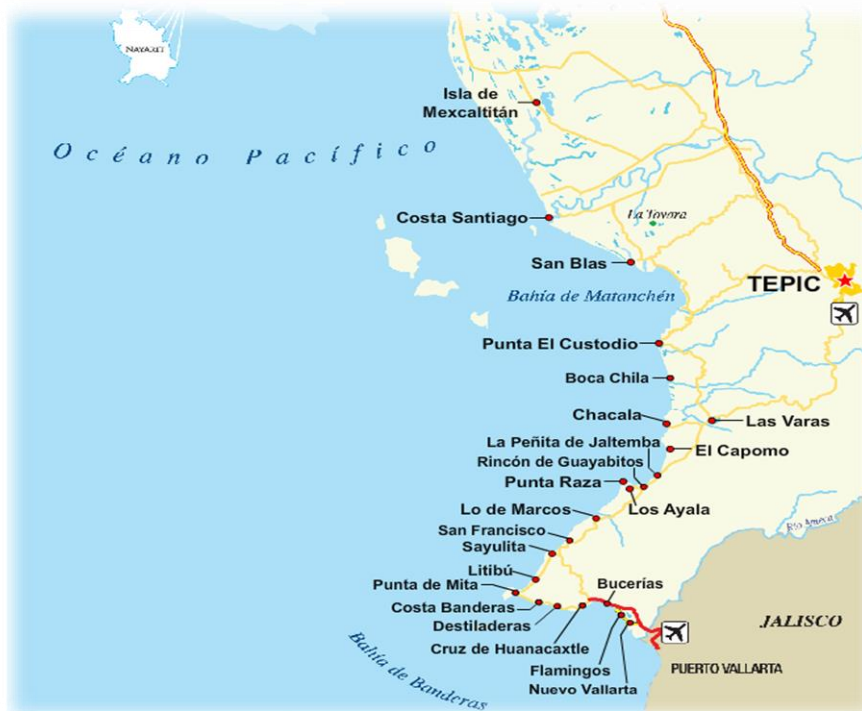 NAYARIT
Isla de
Mexcaltitán
Océano Pacífico
Costa Santiago
La Tovora
San Blas
TEPIC
Bahía de Matanchén
Punta El Custodio
Boca Chila
Chacala
Las Varas
La Peñita de Jaltemba
El Capomo
Rincón de Guayabitos
Punta Raza
Los Ayala
Lo de Marcos
San Francisco
Río Ameca
Sayulita
Litibú
Bucerías
Punta de Mita
Costa Banderas
Destiladeras
JALISCO
Cruz de Huanacaxtle
Flamingos
PUERTO VALLARTA
Nuevo Vallarta
Bahía de Banderas